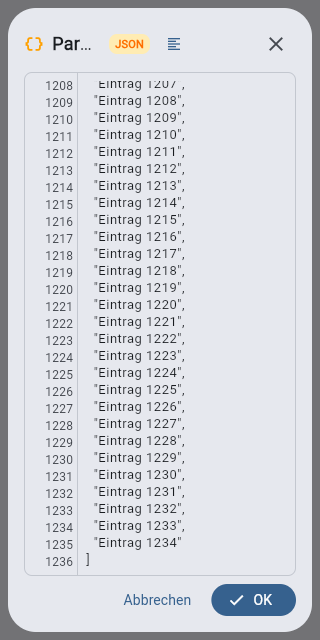 {} Par... JSON
1208 "Eintrag 1207",
1209 "Eintrag 1208",
1210 "Eintrag 1209",
1211 "Eintrag 1210",
1212 "Eintrag 1211",
1213 "Eintrag 1212",
1214 "Eintrag 1213",
1215 "Eintrag 1214",
1216 "Eintrag 1215",
1217 "Eintrag 1216",
1218 "Eintrag 1217",
1219 "Eintrag 1218",
1220 "Eintrag 1219",
1221 "Eintrag 1220",
1222 "Eintrag 1221",
1223 "Eintrag 1222",
1224 "Eintrag 1223",
1225 "Eintrag 1224",
1226 "Eintrag 1225",
1227 "Eintrag 1226",
1228 "Eintrag 1227",
1229 "Eintrag 1228",
1230 "Eintrag 1229",
1231 "Eintrag 1230",
1232 "Eintrag 1231",
1233 "Eintrag 1232",
1234 "Eintrag 1233",
1235 "Eintrag 1234"
1236 ]
Abbrechen OK